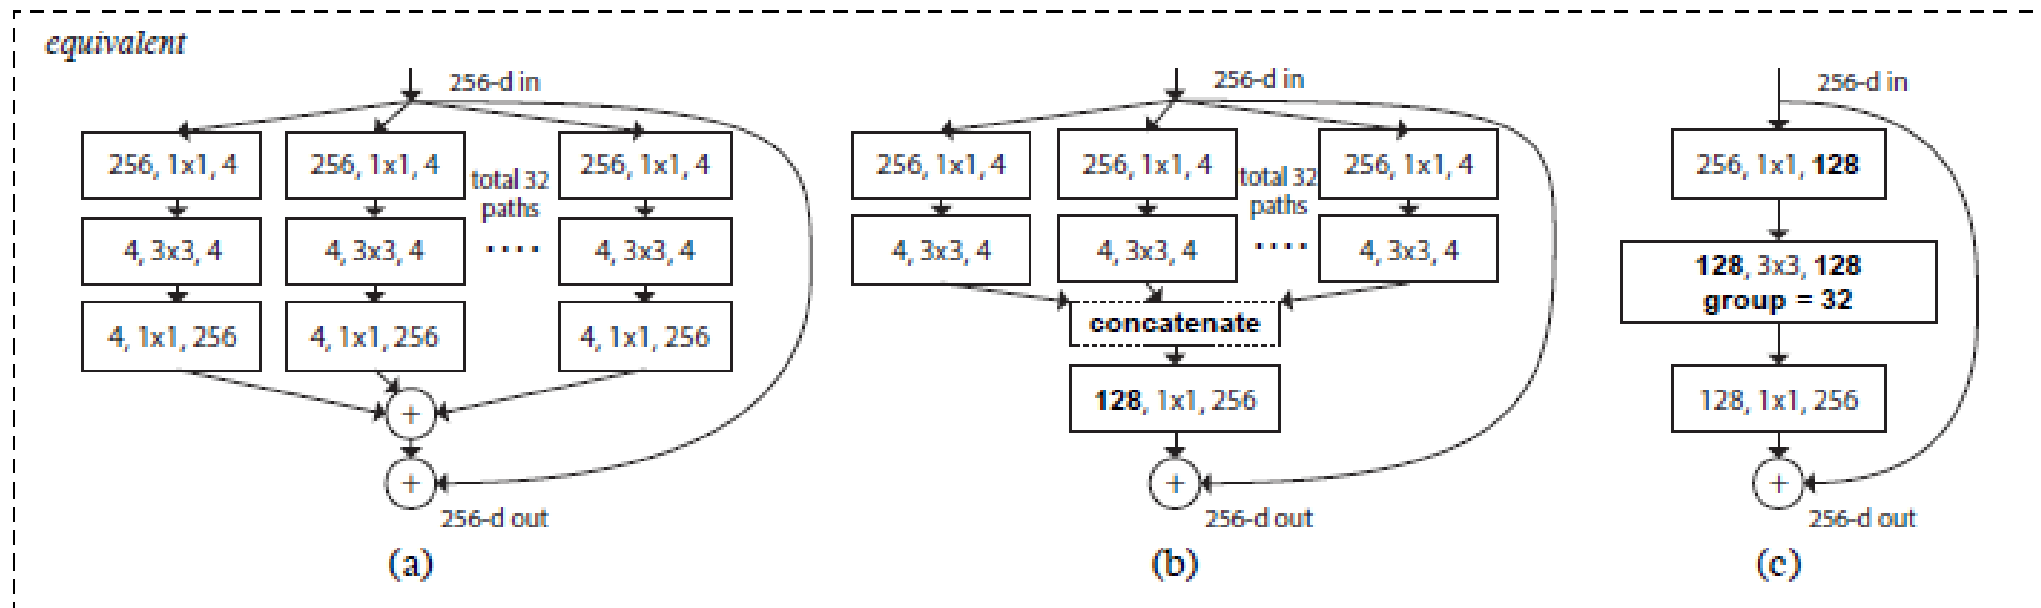 equivalent
256-d in
256, 1x1, 4
256, 1x1, 4
total 32
paths
....
256, 1x1, 4
4, 3x3, 4
4, 3x3, 4
4, 3x3, 4
4, 1x1, 256
4, 1x1, 256
4, 1x1, 256
+
+
256-d out
(a)
256-d in
256, 1x1, 4
256, 1x1, 4
total 32
paths
....
256, 1x1, 4
4, 3x3, 4
4, 3x3, 4
4, 3x3, 4
concatenate
128, 1x1, 256
+
256-d out
(b)
256-d in
256, 1x1, 128
128, 3x3, 128
group = 32
128, 1x1, 256
+
256-d out
(c)